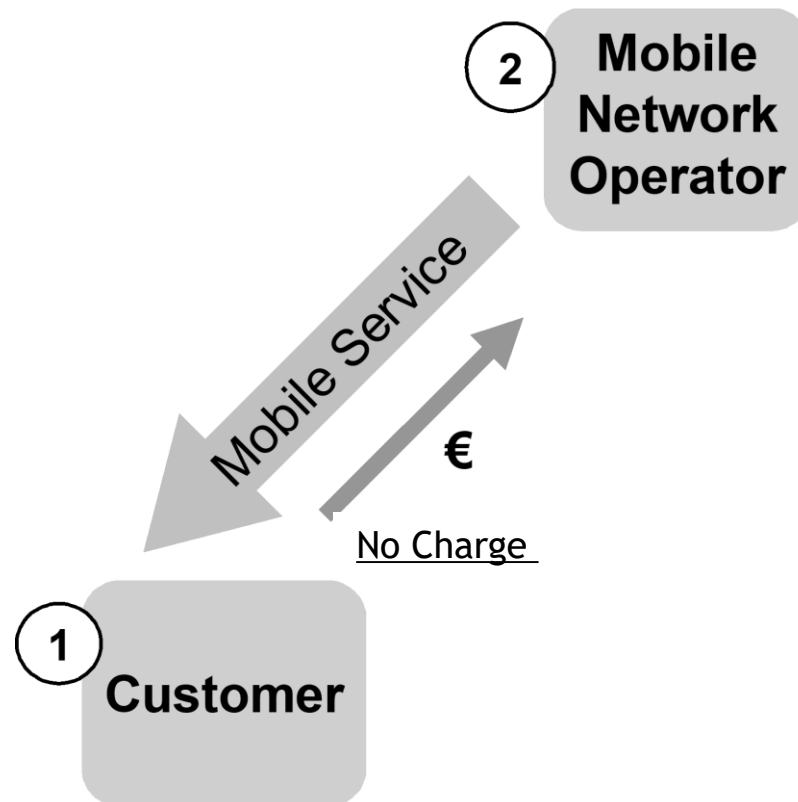 2
Mobile
Network
Operator
Mobile Service
€
No Charge
1
Customer